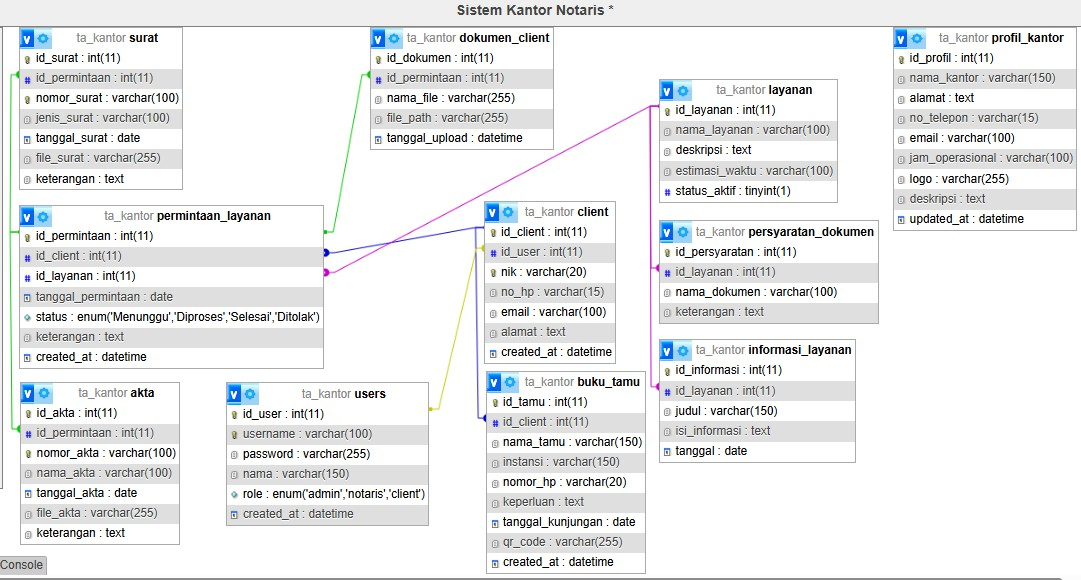 Sistem Kantor Notaris *
ta_kantor surat
id_surat : int(11)
id_permintaan : int(11)
nomor_surat : varchar(100)
jenis_surat : varchar(100)
tanggal_surat : date
file_surat : varchar(255)
keterangan : text
ta_kantor dokumen_client
id_dokumen : int(11)
id_permintaan : int(11)
nama_file : varchar(255)
file_path : varchar(255)
tanggal_upload : datetime
ta_kantor layanan
id_layanan : int(11)
nama_layanan : varchar(100)
deskripsi : text
estimasi_waktu : varchar(100)
status_aktif : tinyint(1)
ta_kantor profil_kantor
id_profil : int(11)
nama_kantor : varchar(150)
alamat : text
no_telepon : varchar(15)
email : varchar(100)
jam_operasional : varchar(100)
logo : varchar(255)
deskripsi : text
updated_at : datetime
ta_kantor permintaan_layanan
id_permintaan : int(11)
id_client : int(11)
id_layanan : int(11)
tanggal_permintaan : date
status : enum('Menunggu','Diproses','Selesai','Ditolak')
keterangan : text
created_at : datetime
ta_kantor client
id_client : int(11)
id_user : int(11)
nik : varchar(20)
no_hp : varchar(15)
email : varchar(100)
alamat : text
created_at : datetime
ta_kantor persyaratan_dokumen
id_persyaratan : int(11)
id_layanan : int(11)
nama_dokumen : varchar(100)
keterangan : text
ta_kantor akta
id_akta : int(11)
id_permintaan : int(11)
nomor_akta : varchar(100)
nama_akta : varchar(100)
tanggal_akta : date
file_akta : varchar(255)
keterangan : text
ta_kantor users
id_user : int(11)
username : varchar(100)
password : varchar(255)
nama : varchar(150)
role : enum('admin','notaris','client')
created_at : datetime
ta_kantor buku_tamu
id_tamu : int(11)
id_client : int(11)
nama_tamu : varchar(150)
instansi : varchar(150)
nomor_hp : varchar(20)
keperluan : text
tanggal_kunjungan : date
qr_code : varchar(255)
created_at : datetime
ta_kantor informasi_layanan
id_informasi : int(11)
id_layanan : int(11)
judul : varchar(150)
isi_informasi : text
tanggal : date
Console